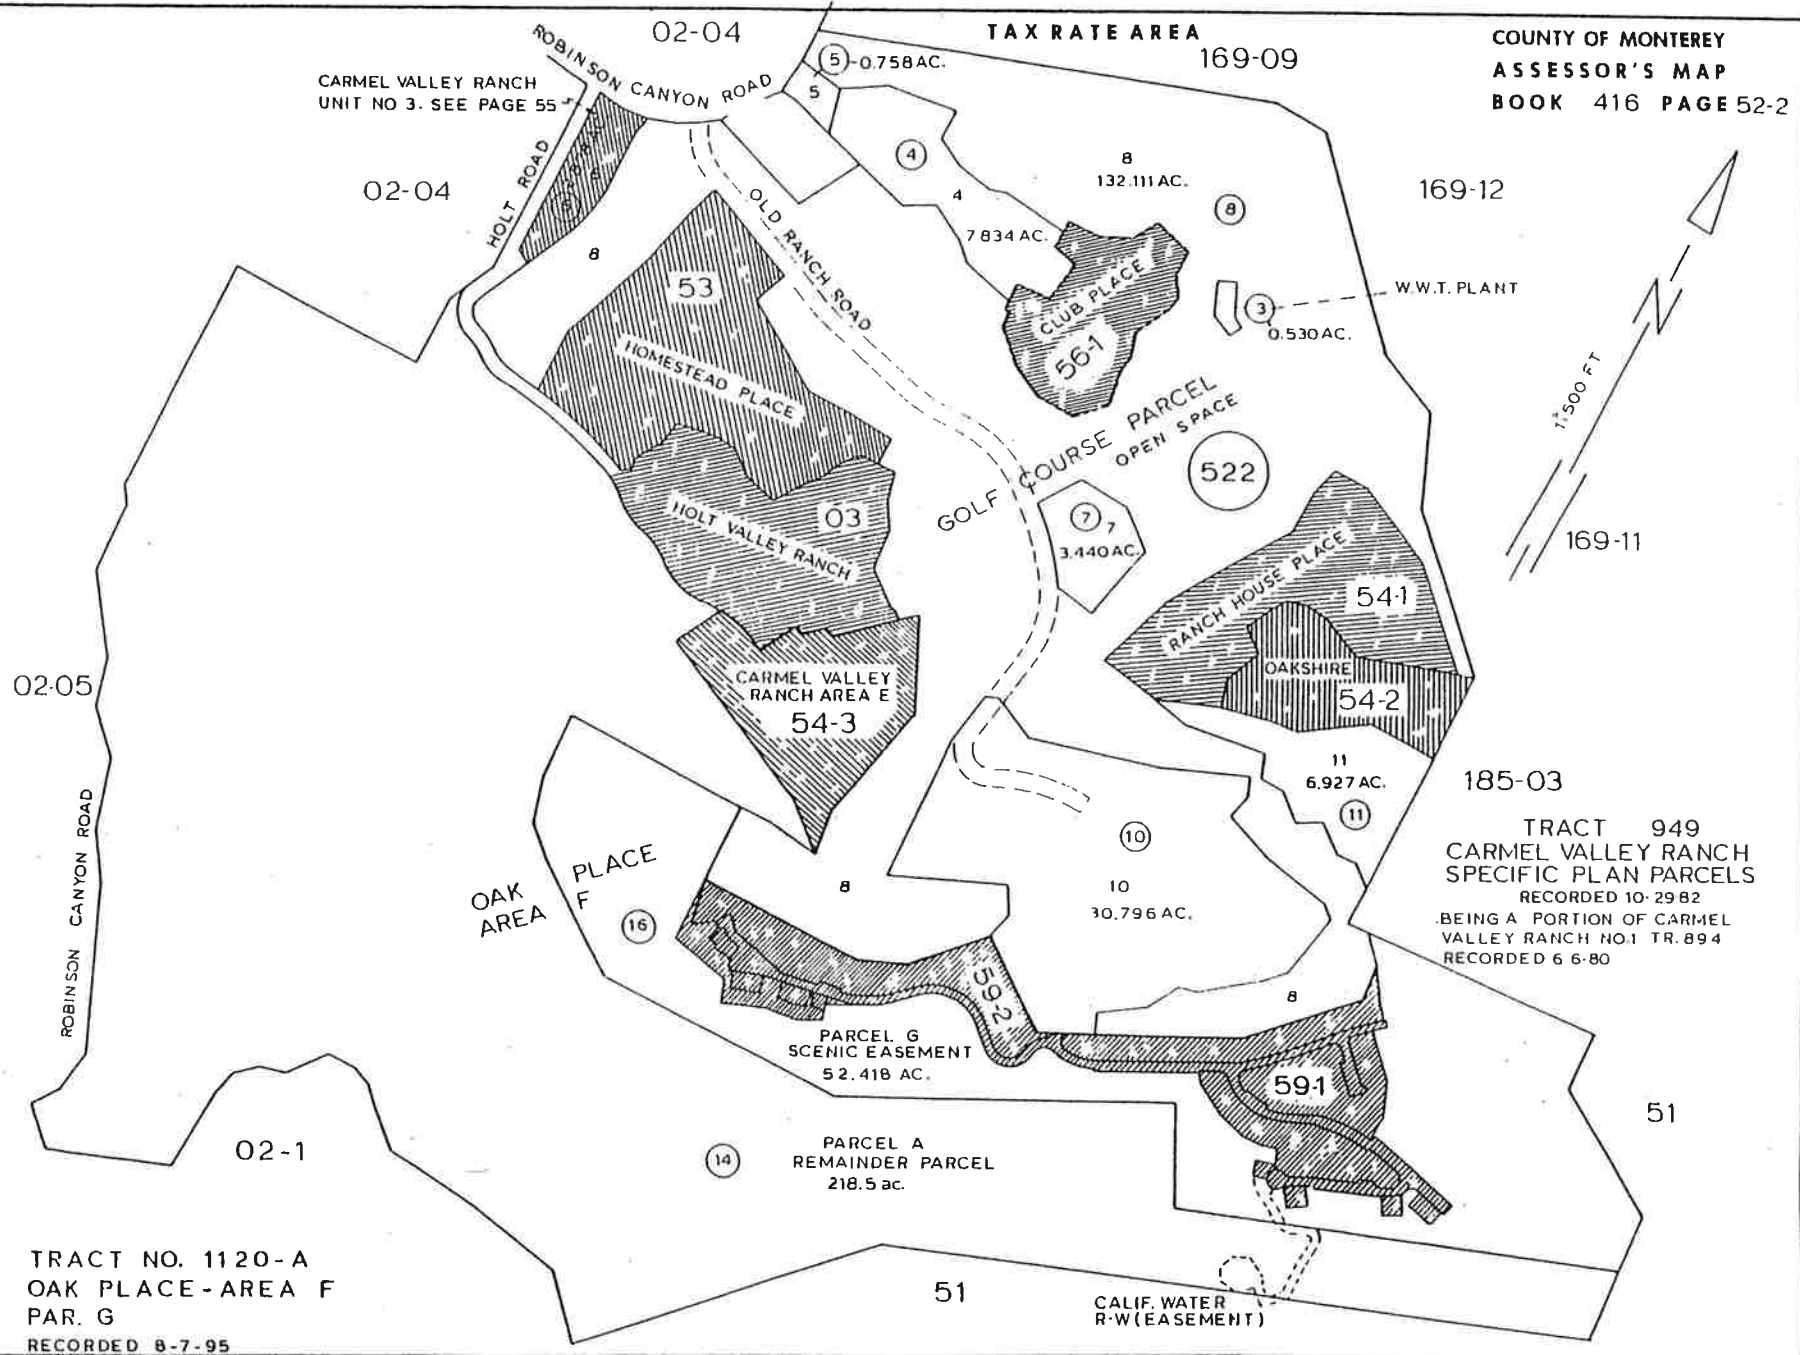 TAX RATE AREA
COUNTY OF MONTEREY
ASSESSOR'S MAP
BOOK 416 PAGE 52-2
02-04
169-09
ROBINSON CANYON ROAD
5
0.758 AC.
5
CARMEL VALLEY RANCH
UNIT NO 3. SEE PAGE 55
HOLT ROAD
02-04
4
4
7 834 AC.
8
132.111 AC.
8
169-12
8
OLD RANCH ROAD
53
HOMESTEAD PLACE
CLUB PLACE
56-1
3
W.W.T. PLANT
0.530 AC.
N
1"=500 FT
GOLF COURSE PARCEL
OPEN SPACE
522
HOLT VALLEY RANCH
03
7
7
3.440 AC.
169-11
RANCH HOUSE PLACE
54-1
OAKSHIRE
54-2
02-05
CARMEL VALLEY
RANCH AREA E
54-3
11
6.927 AC.
11
185-03
TRACT 949
CARMEL VALLEY RANCH
SPECIFIC PLAN PARCELS
RECORDED 10-29 82
BEING A PORTION OF CARMEL
VALLEY RANCH NO.1 TR. 894
RECORDED 6 6-80
ROBINSON CANYON ROAD
OAK PLACE
AREA F
16
8
10
10
30.796 AC.
8
59-2
PARCEL G
SCENIC EASEMENT
52.418 AC.
59-1
51
02-1
14
PARCEL A
REMAINDER PARCEL
218.5 ac.
51
CALIF. WATER
R-W (EASEMENT)
TRACT NO. 1120-A
OAK PLACE-AREA F
PAR. G
RECORDED 8-7-95